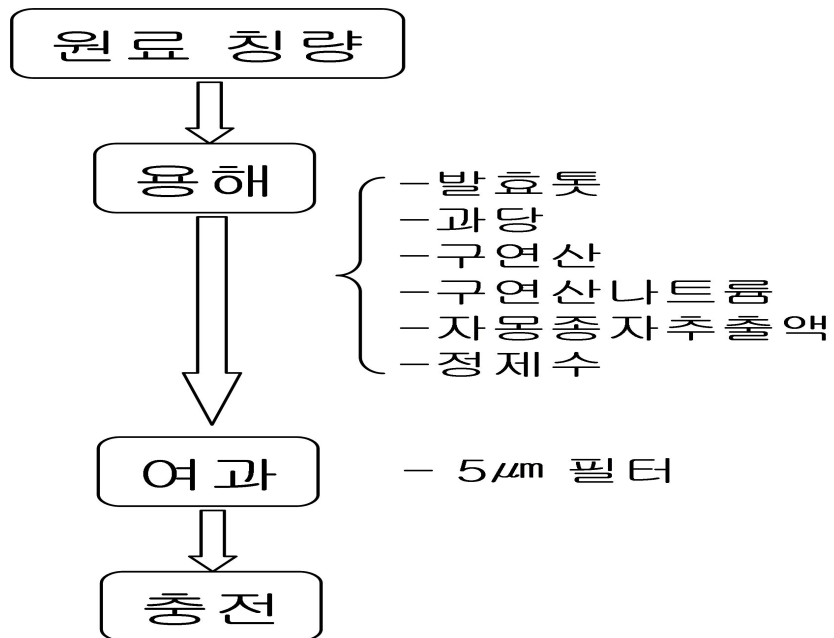 원료 칭량
용해
-발효톳
-과당
-구연산
-구연산나트륨
-자몽종자추출액
-정제수
여과
- 5㎛ 필터
충전